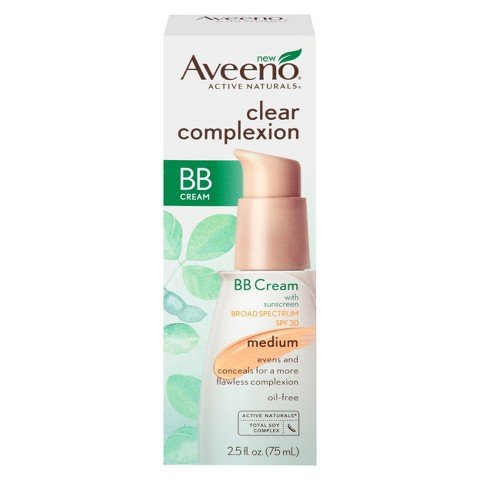 new
Aveeno®
ACTIVE NATURALS®
clear
complexion
BB
CREAM
BB Cream
with
sunscreen
BROAD SPECTRUM
SPF 30
medium
evens and
conceals for a more
flawless complexion
oil-free
ACTIVE NATURALS®
TOTAL SOY
COMPLEX
2.5 fl. oz. (75 mL)